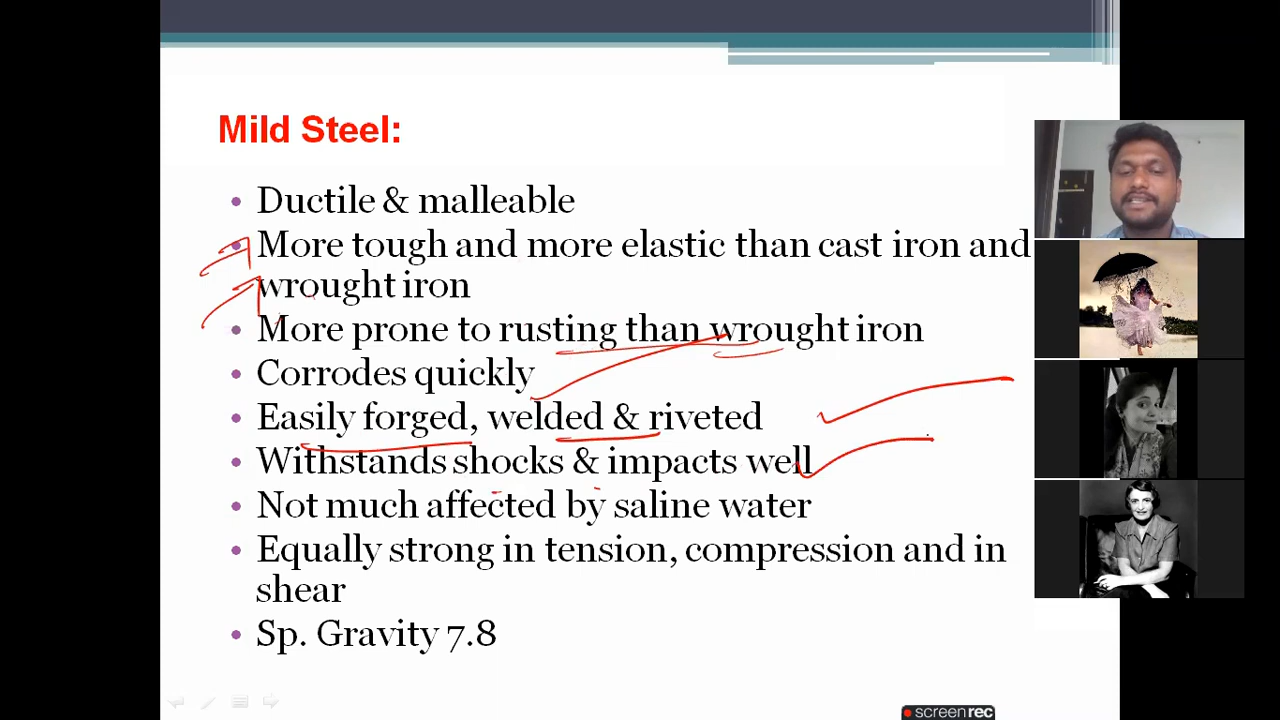 Mild Steel:
• Ductile & malleable
• More tough and more elastic than cast iron and
wrought iron
• More prone to rusting than wrought iron
• Corrodes quickly
• Easily forged, welded & riveted
• Withstands shocks & impacts well
• Not much affected by saline water
• Equally strong in tension, compression and in
shear
• Sp. Gravity 7.8
screenrec